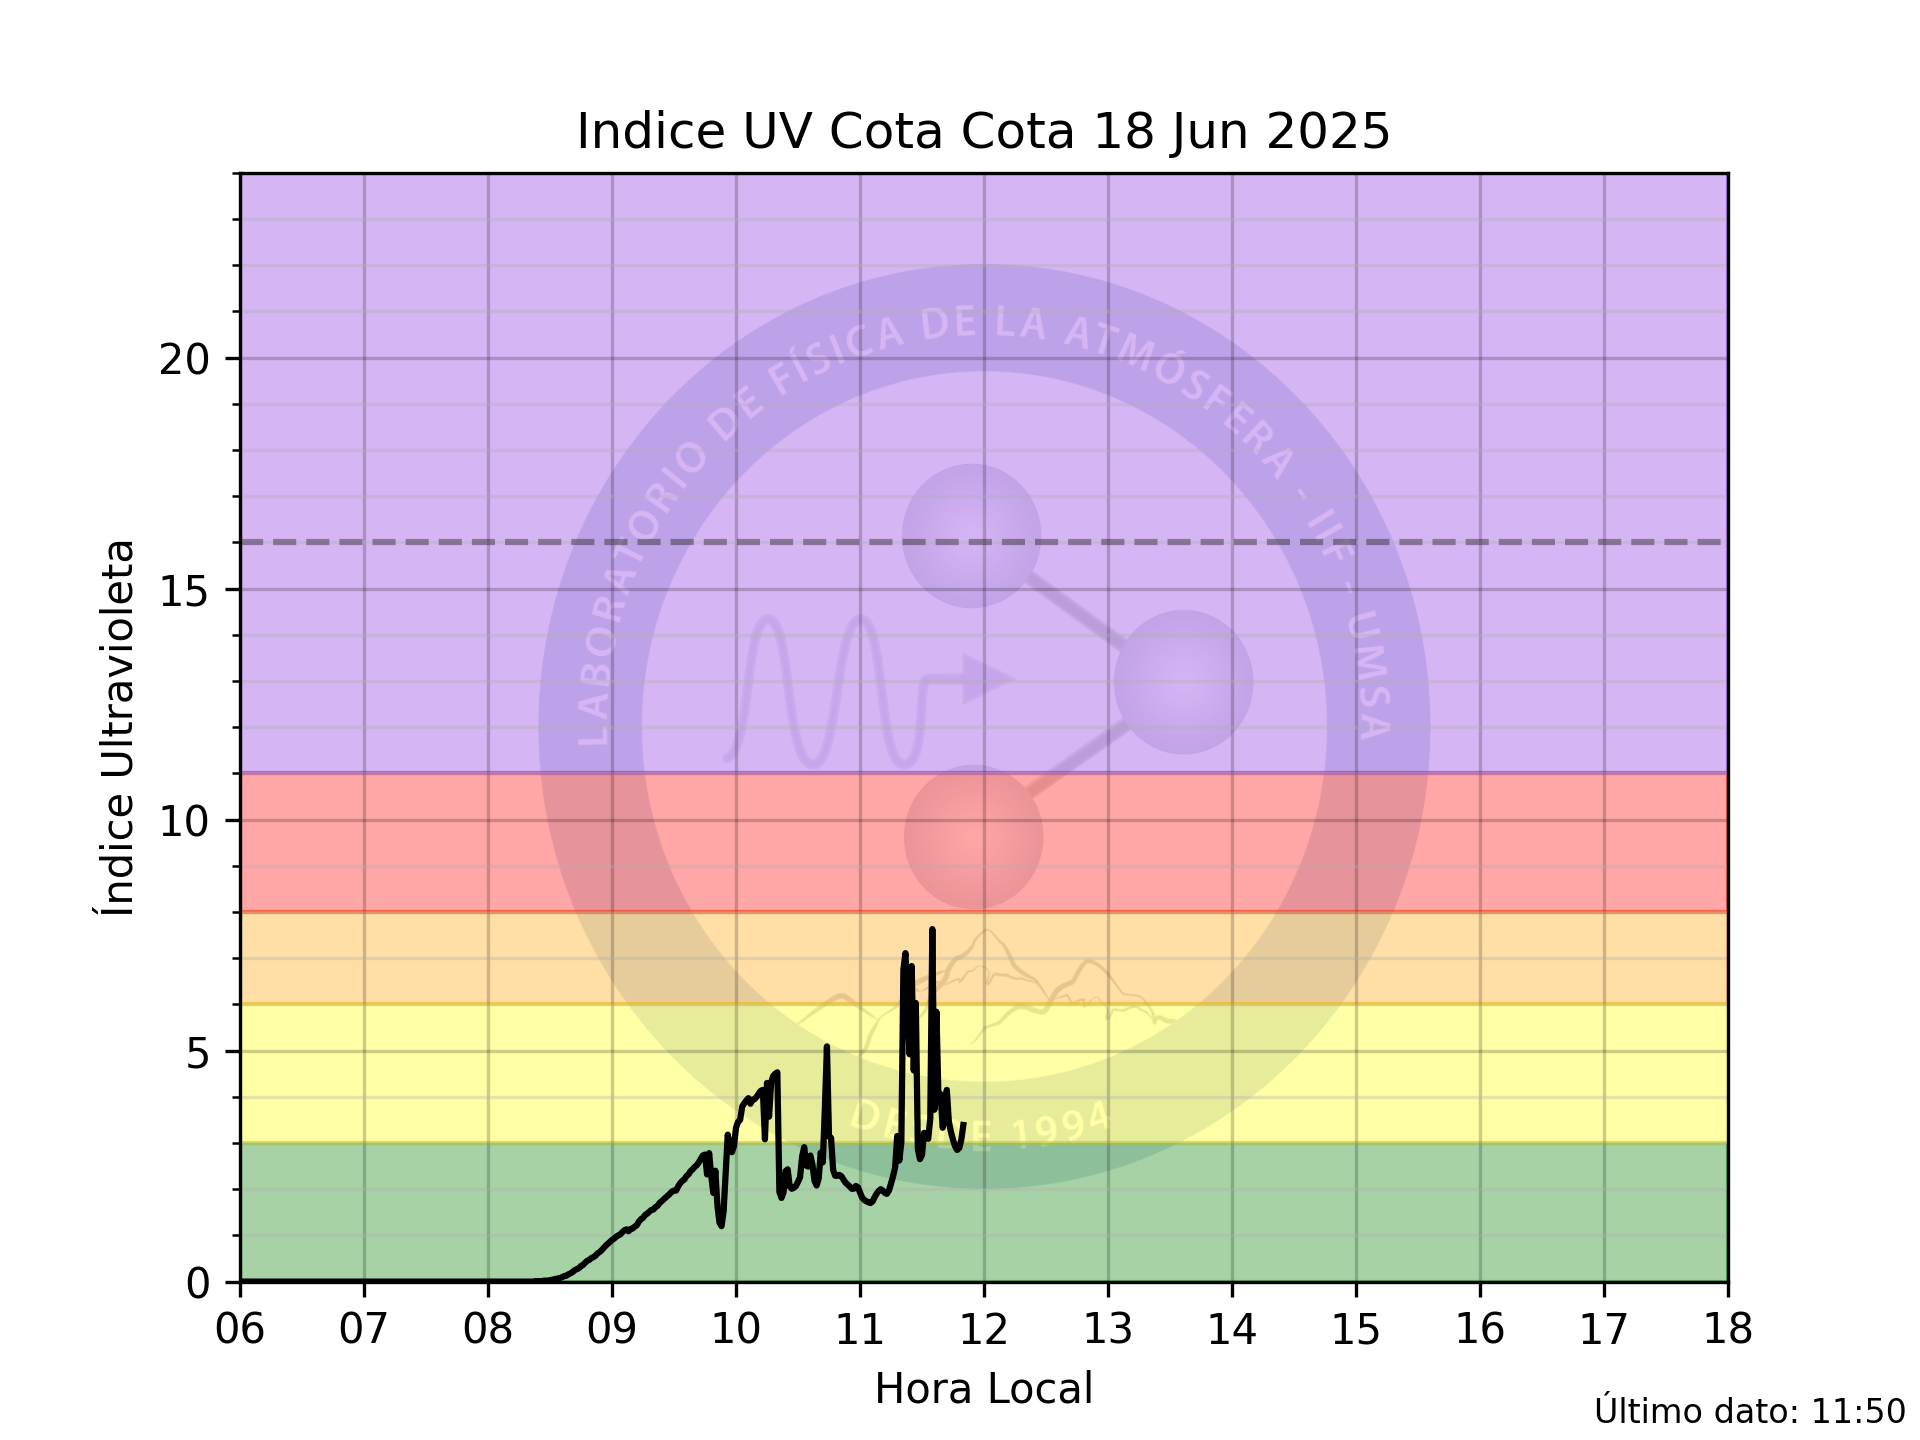 Indice UV Cota Cota 18 Jun 2025
Índice Ultravioleta
20
15
10
5
0
LABORATORIO DE FÍSICA DE LA ATMÓSFERA - IIF - UMSA
DESDE 1994
06 07 08 09 10 11 12 13 14 15 16 17 18
Hora Local
Último dato: 11:50